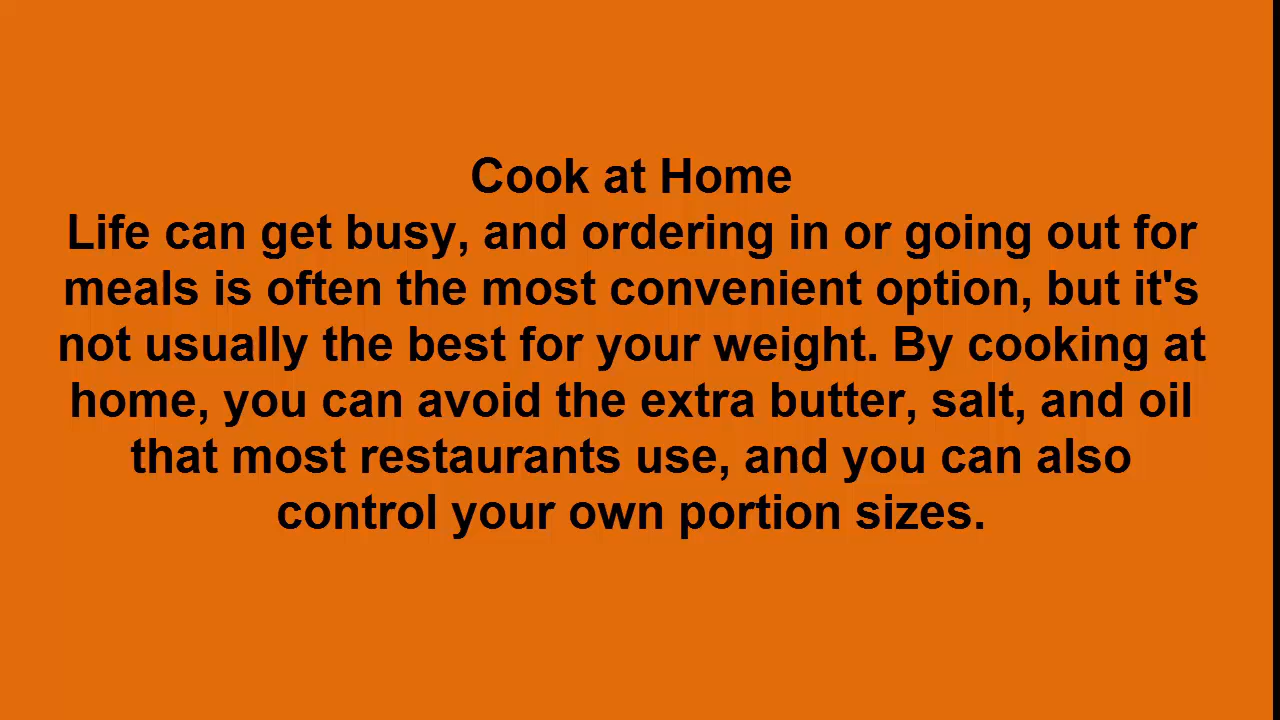 Cook at Home
Life can get busy, and ordering in or going out for
meals is often the most convenient option, but it's
not usually the best for your weight. By cooking at
home, you can avoid the extra butter, salt, and oil
that most restaurants use, and you can also
control your own portion sizes.